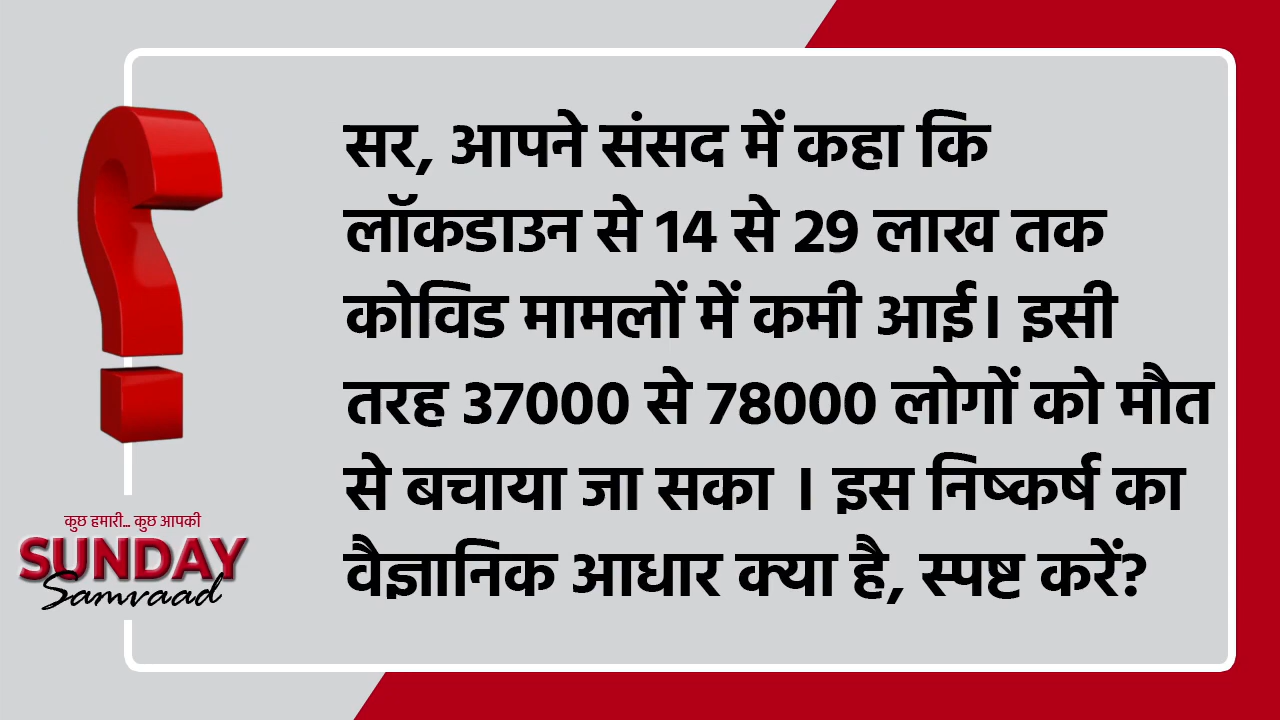 सर, आपने संसद में कहा कि
लॉकडाउन से 14 से 29 लाख तक
कोविड मामलों में कमी आई। इसी
तरह 37000 से 78000 लोगों को मौत
से बचाया जा सका । इस निष्कर्ष का
वैज्ञानिक आधार क्या है, स्पष्ट करें?
कुछ हमारी... कुछ आपकी
SUNDAY
Samvaad